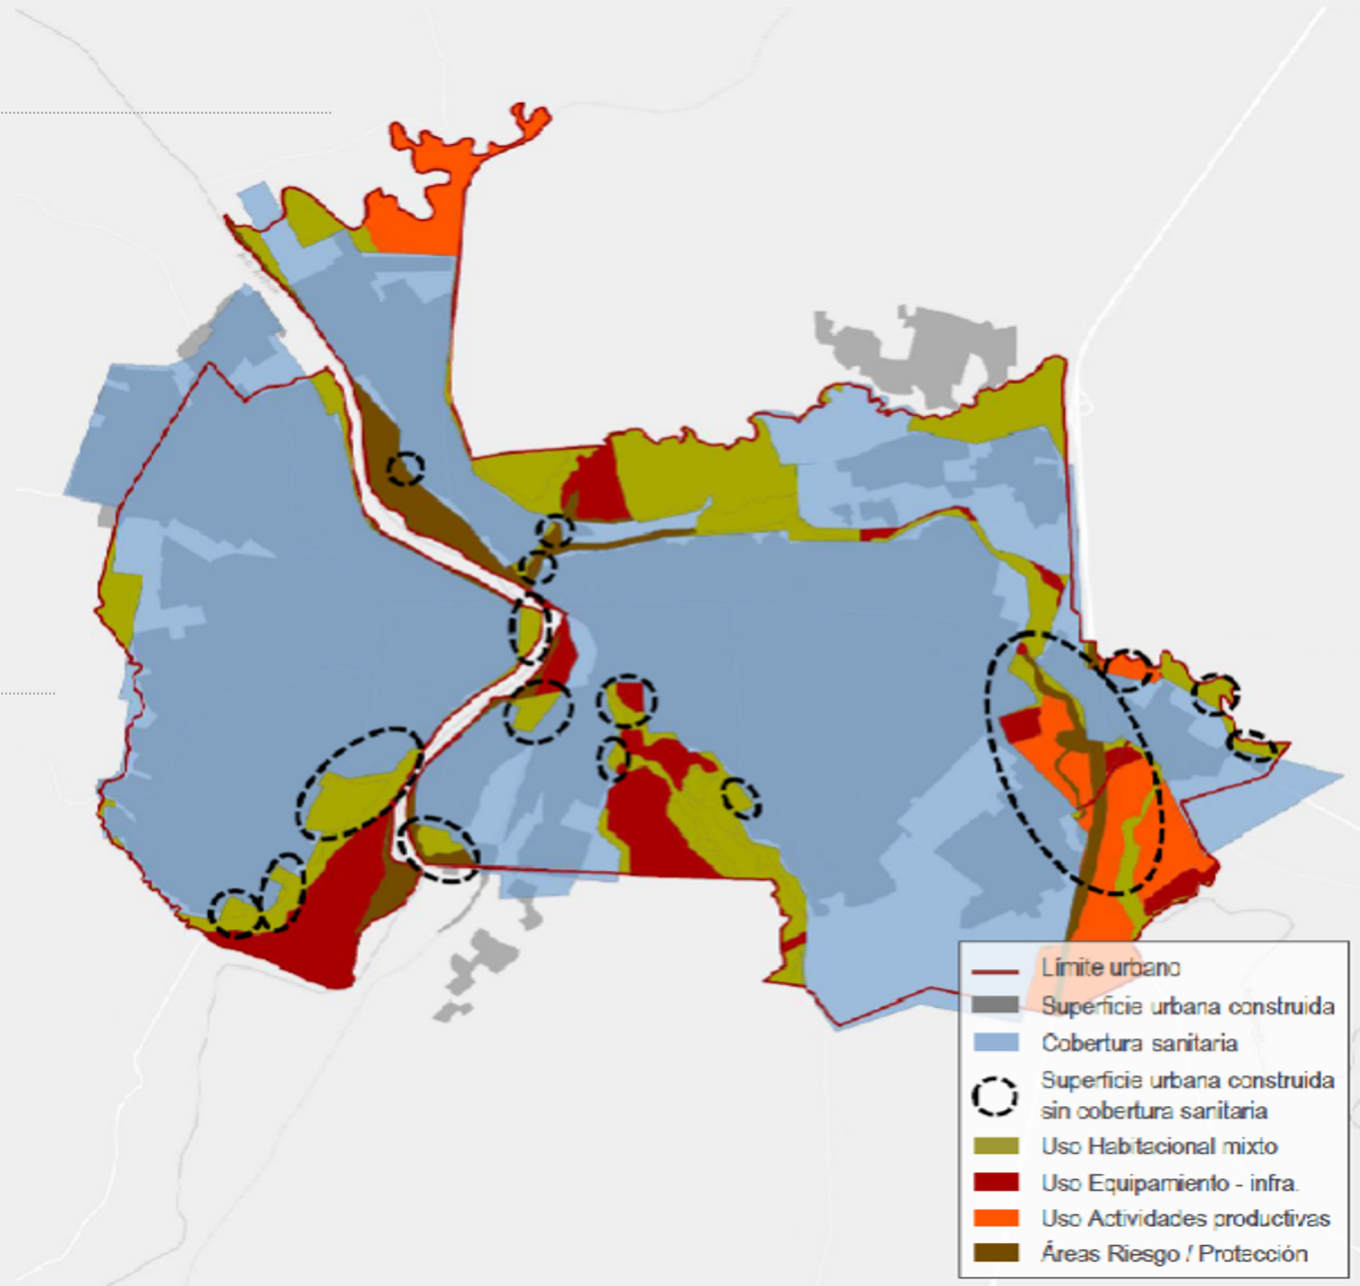 Límite urbano
Superficie urbana construida
Cobertura sanitaria
Superficie urbana construida
sin cobertura sanitaria
Uso Habitacional mixto
Uso Equipamiento - infra.
Uso Actividades productivas
Áreas Riesgo / Protección